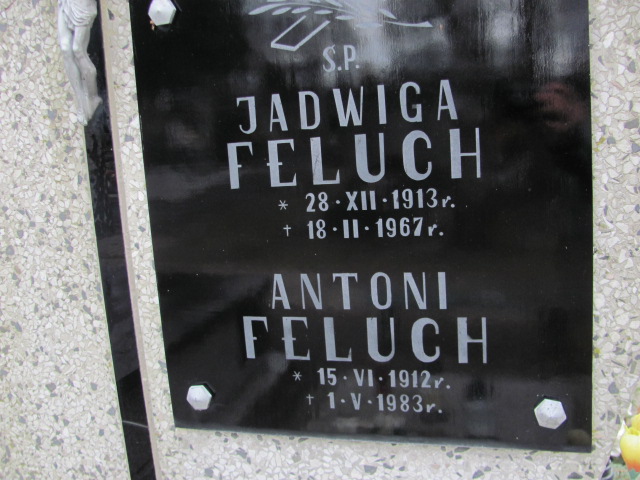 S.P.
JADWIGA
FELUCH
* 28·XII·1913r.
† 18·II·1967r.
ANTONI
FELUCH
* 15·VI·1912r.
† 1·V·1983r.